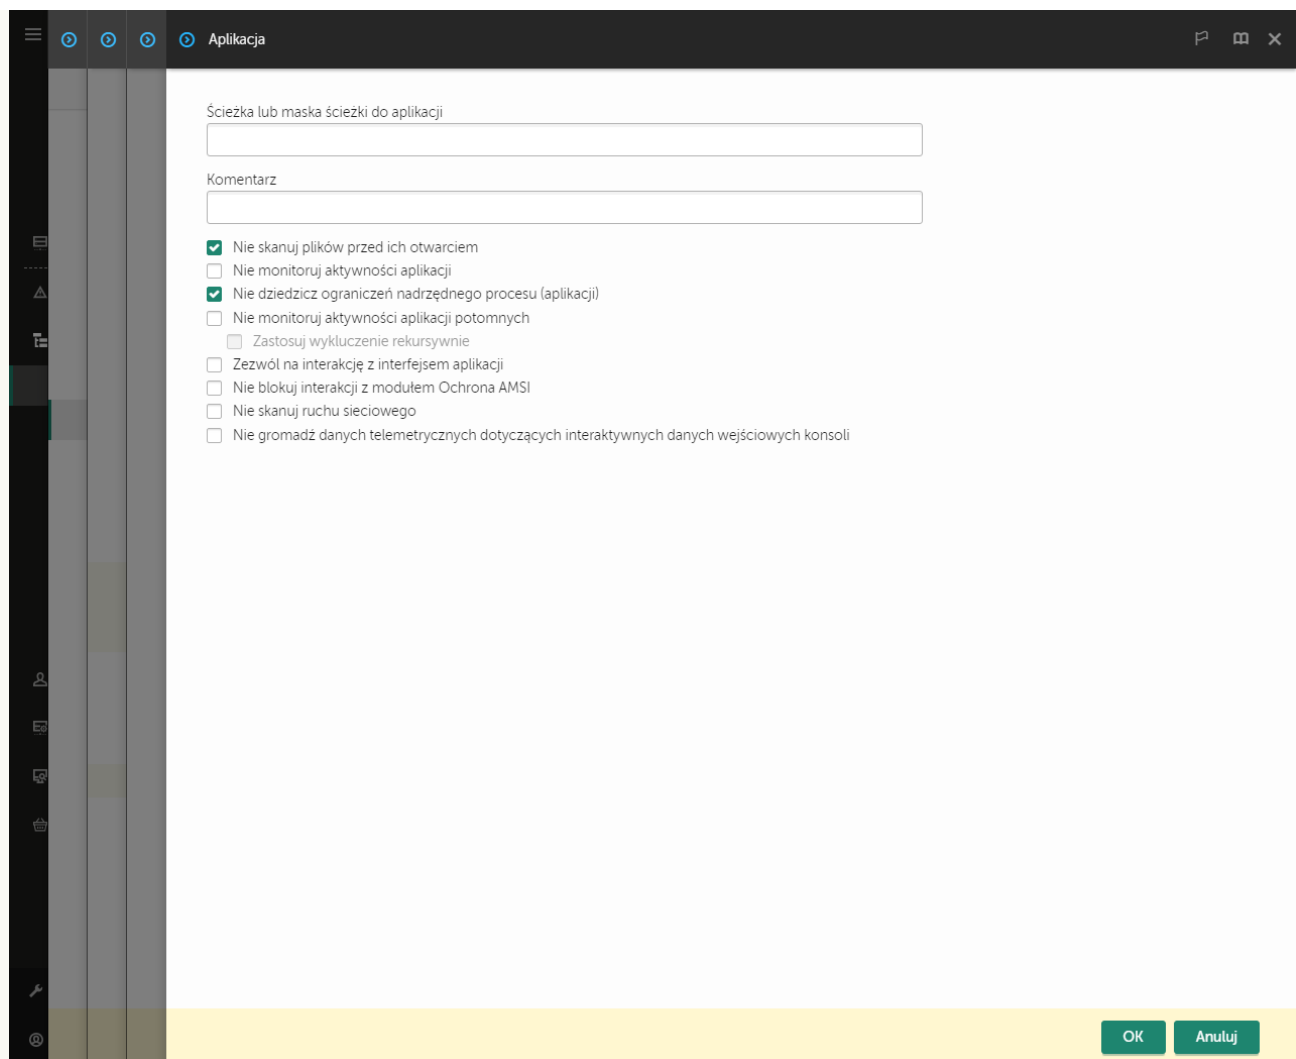 Aplikacja
Ścieżka lub maska ścieżki do aplikacji
Komentarz
Nie skanuj plików przed ich otwarciem
Nie monitoruj aktywności aplikacji
Nie dziedzicz ograniczeń nadrzędnego procesu (aplikacji)
Nie monitoruj aktywności aplikacji potomnych
Zastosuj wykluczenie rekursywnie
Zezwól na interakcję z interfejsem aplikacji
Nie blokuj interakcji z modułem Ochrona AMSI
Nie skanuj ruchu sieciowego
Nie gromadź danych telemetrycznych dotyczących interaktywnych danych wejściowych konsoli
OK Anuluj